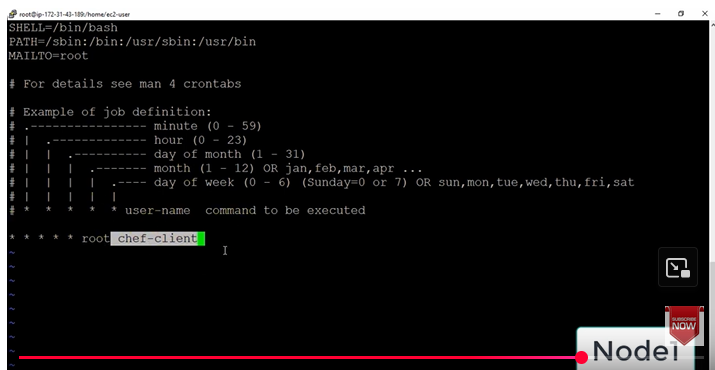 root@ip-172-31-43-189:/home/ec2-user
SHELL=/bin/bash
PATH=/sbin:/bin:/usr/sbin:/usr/bin
MAILTO=root
# For details see man 4 crontabs
# Example of job definition:
# .---------------- minute (0 - 59)
# |  .------------- hour (0 - 23)
# |  |  .---------- day of month (1 - 31)
# |  |  |  .------- month (1 - 12) OR jan,feb,mar,apr ...
# |  |  |  |  .---- day of week (0 - 6) (Sunday=0 or 7) OR sun,mon,tue,wed,thu,fri,sat
# |  |  |  |  |
# *  *  *  *  * user-name  command to be executed
* * * * * root chef-client
~
~
~
~
~
~
~
~
SUBSCRIBE
NOW
Node1